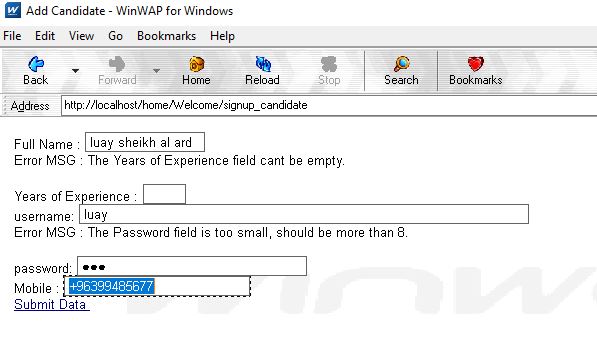 Add Candidate - WinWAP for Windows
File Edit View Go Bookmarks Help
Back Forward Home Reload Stop Search Bookmarks
Address http://localhost/home/Welcome/signup_candidate
Full Name : luay sheikh al ard
Error MSG : The Years of Experience field cant be empty.
Years of Experience :
username: luay
Error MSG : The Password field is too small, should be more than 8.
password: ●●●
Mobile : +96399485677
Submit Data